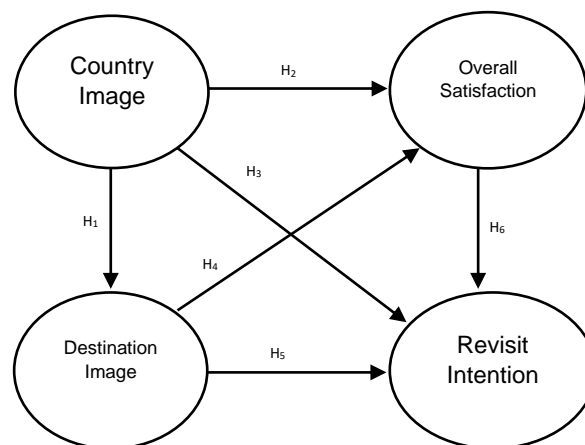 Country
Image
H₂
Overall
Satisfaction
H₃
H₁
H₆
H₄
Destination
Image
H₅
Revisit
Intention